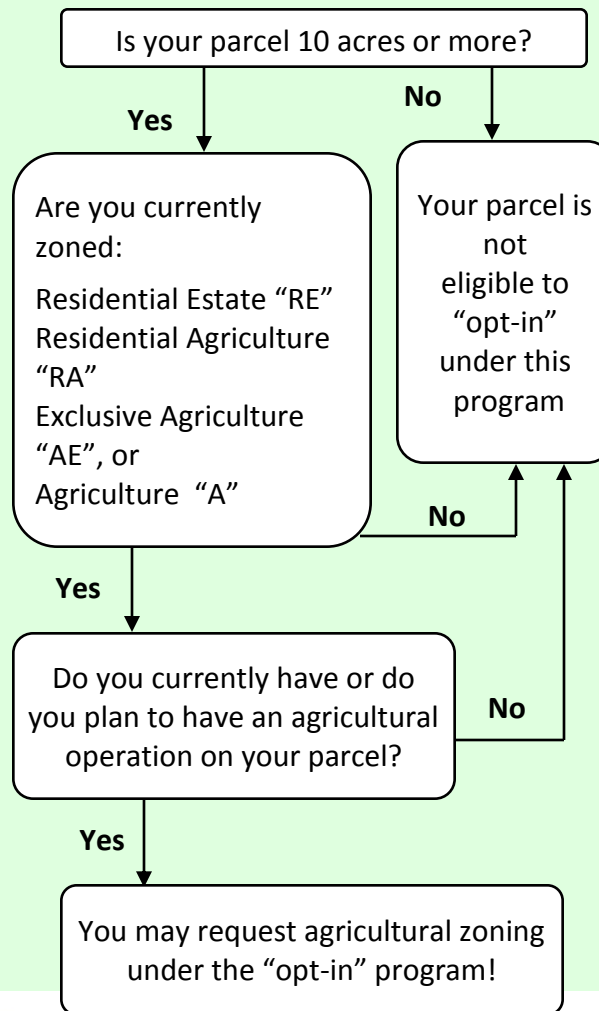 Is your parcel 10 acres or more?
Yes
No
Are you currently
zoned:
Residential Estate “RE”
Residential Agriculture
“RA”
Exclusive Agriculture
“AE”, or
Agriculture “A”
Your parcel is
not
eligible to
“opt-in”
under this
program
No
Yes
Do you currently have or do
you plan to have an agricultural
operation on your parcel?
No
Yes
You may request agricultural zoning
under the “opt-in” program!